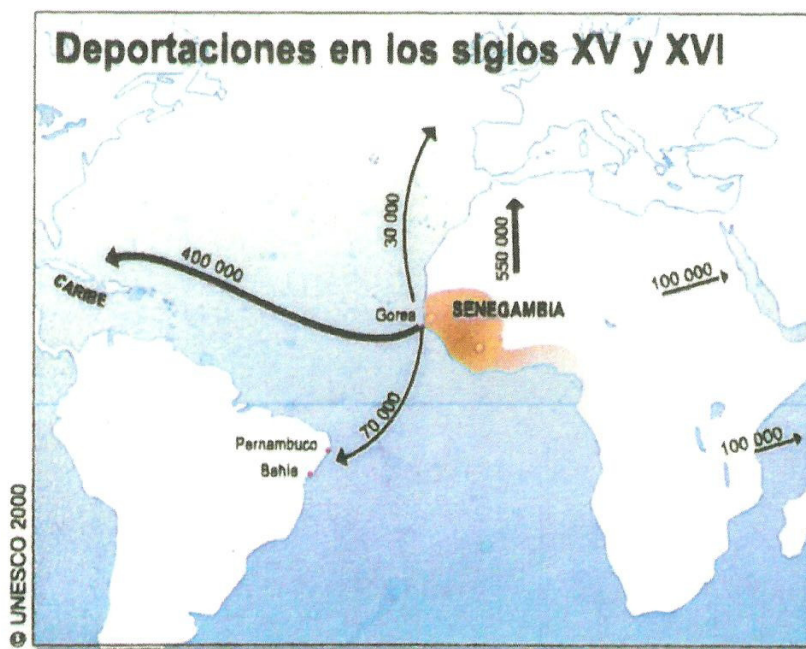 Deportaciones en los siglos XV y XVI
30 000
550 000
400 000
100 000
CARIBE
Gorea
SENEGAMBIA
70 000
Pernambuco
100 000
Bahia
© UNESCO 2000